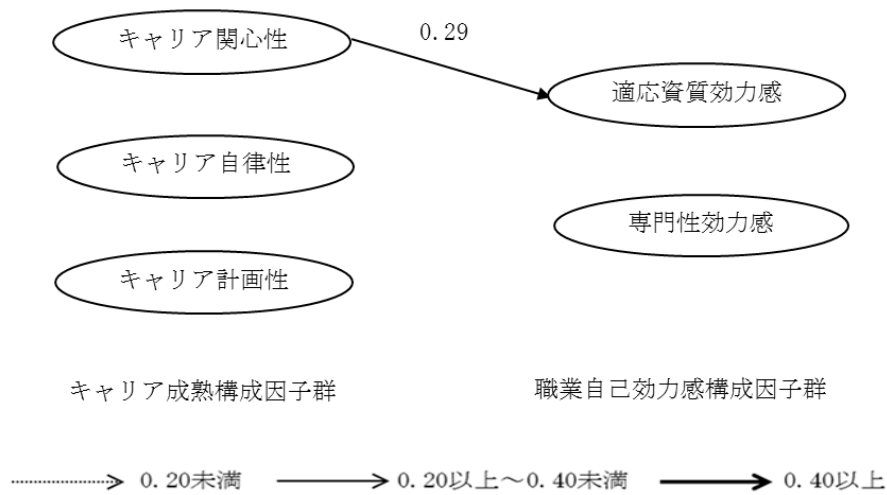 キャリア関心性
0.29
適応資質効力感
キャリア自律性
専門性効力感
キャリア計画性
キャリア成熟構成因子群
職業自己効力感構成因子群
0.20未満
0.20以上～0.40未満
0.40以上